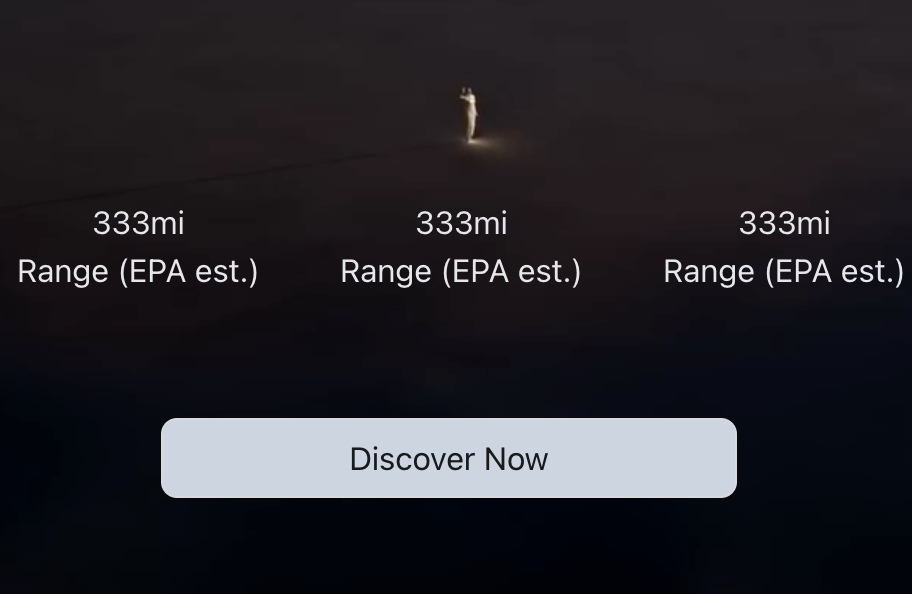 333mi 333mi 333mi
Range (EPA est.) Range (EPA est.) Range (EPA est.)
Discover Now